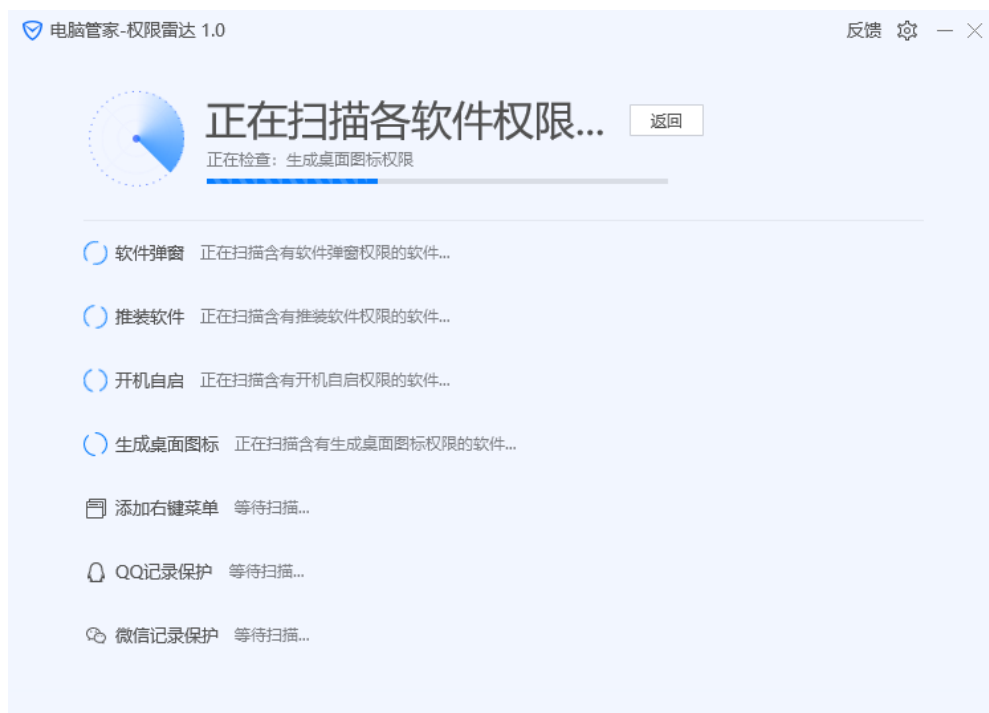 电脑管家-权限雷达 1.0 反馈
正在扫描各软件权限... 返回
正在检查：生成桌面图标权限
软件弹窗 正在扫描含有软件弹窗权限的软件...
推装软件 正在扫描含有推装软件权限的软件...
开机自启 正在扫描含有开机自启权限的软件...
生成桌面图标 正在扫描含有生成桌面图标权限的软件...
添加右键菜单 等待扫描...
QQ记录保护 等待扫描...
微信记录保护 等待扫描...